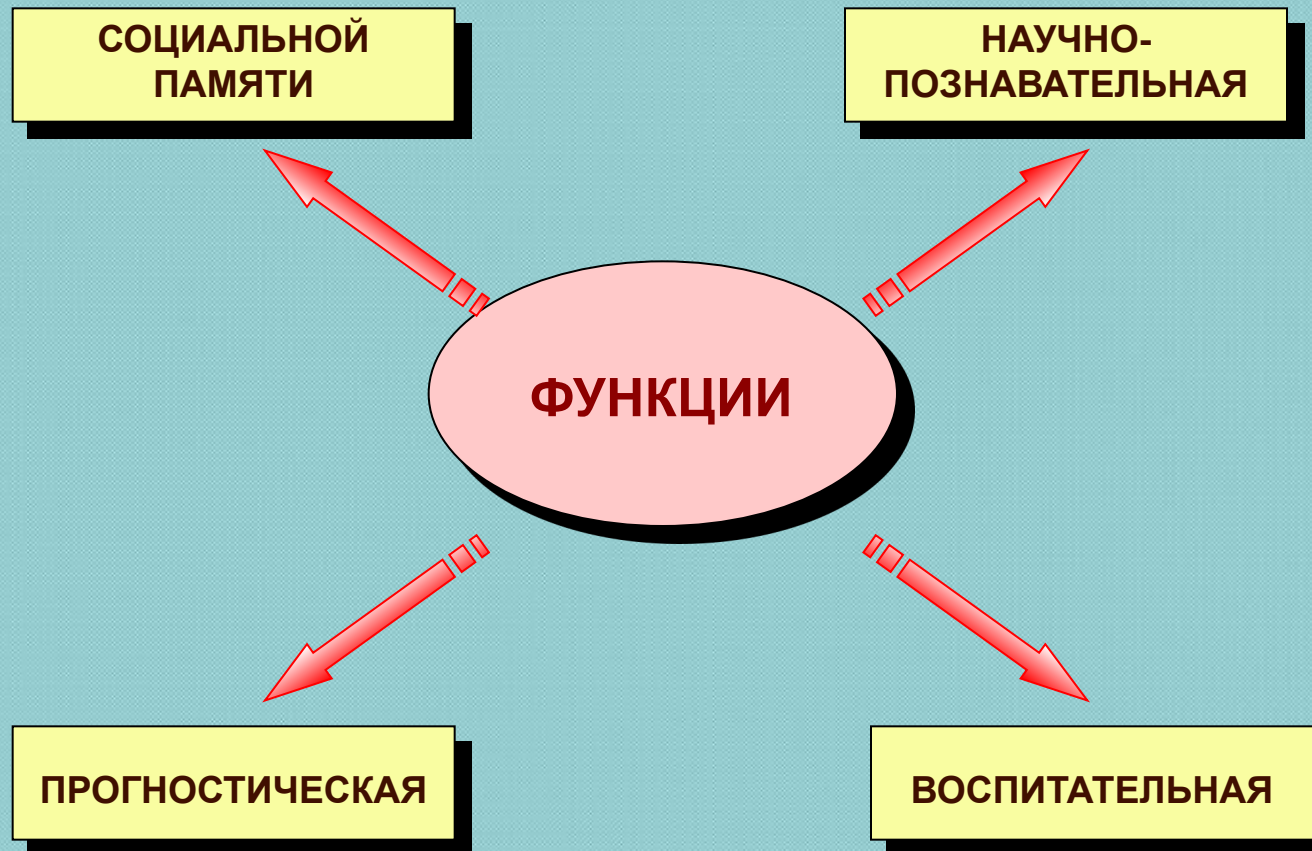 СОЦИАЛЬНОЙ
ПАМЯТИ
НАУЧНО-
ПОЗНАВАТЕЛЬНАЯ
ФУНКЦИИ
ПРОГНОСТИЧЕСКАЯ
ВОСПИТАТЕЛЬНАЯ